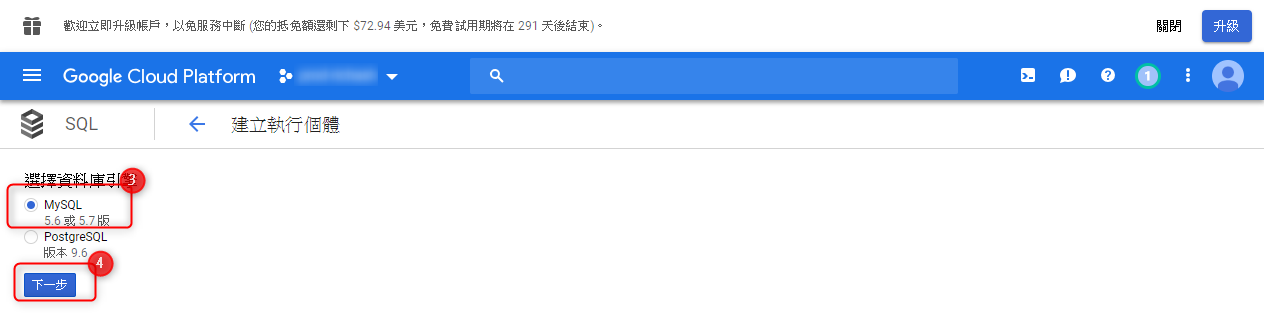 歡迎立即升級帳戶，以免服務中斷 (您的抵免額還剩下 $72.94 美元，免費試用期將在 291 天後結束)。
關閉
升級
Google Cloud Platform
1
SQL
建立執行個體
選擇資料庫引
3
MySQL
5.6 或 5.7 版
PostgreSQL
版本 9.6
4
下一步